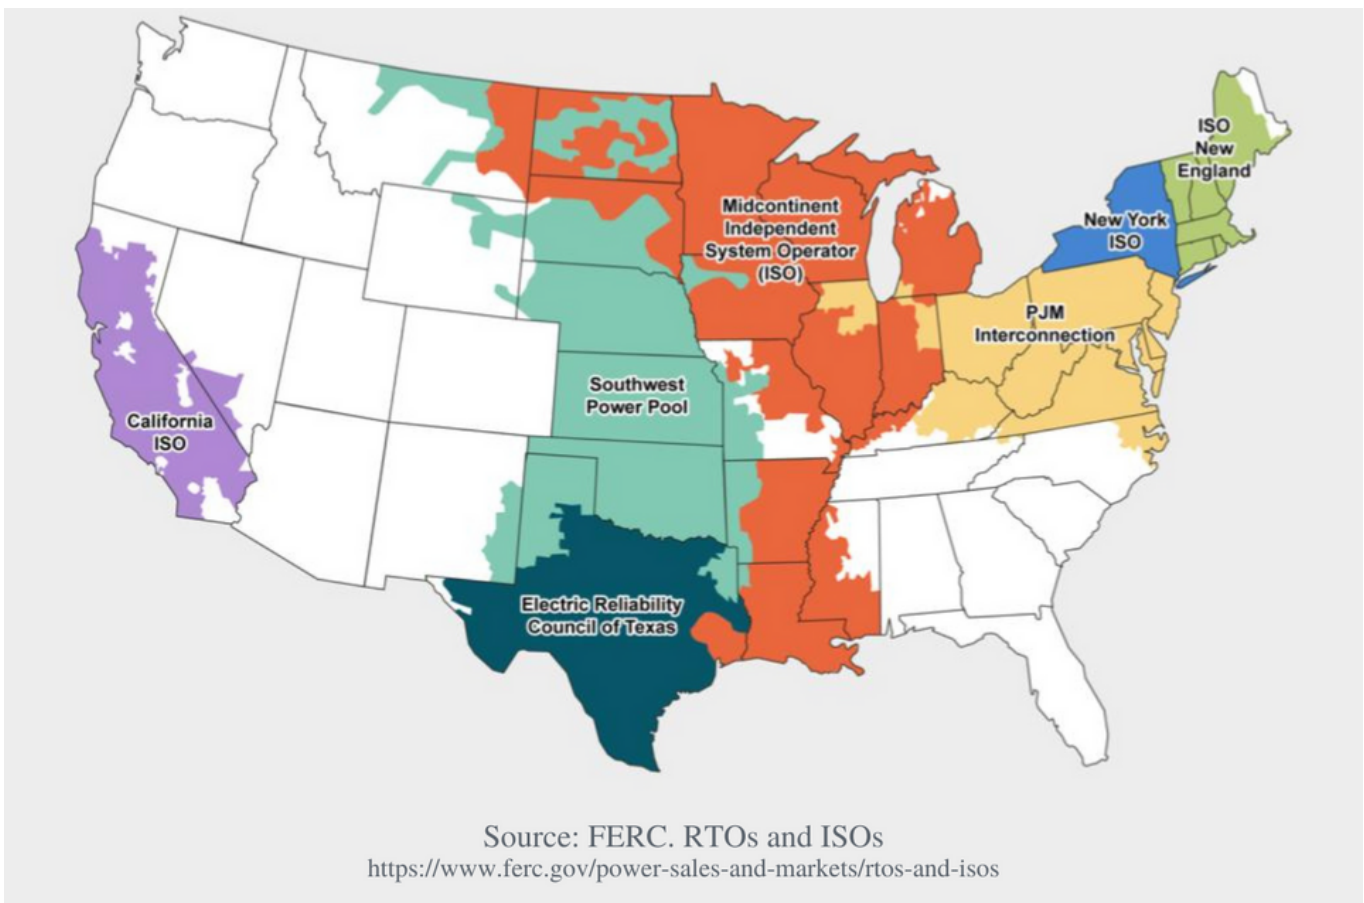 ISO
New
England
Midcontinent
Independent
System Operator
(ISO)
New York
ISO
PJM
Interconnection
Southwest
Power Pool
California
ISO
Electric Reliability
Council of Texas
Source: FERC. RTOs and ISOs
https://www.ferc.gov/power-sales-and-markets/rtos-and-isos